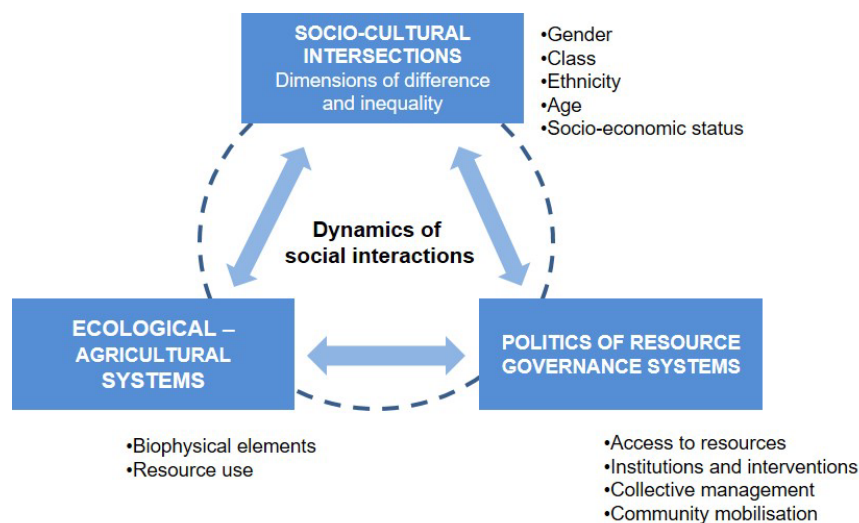 SOCIO-CULTURAL
INTERSECTIONS
Dimensions of difference
and inequality
•Gender
•Class
•Ethnicity
•Age
•Socio-economic status
Dynamics of
social interactions
ECOLOGICAL –
AGRICULTURAL
SYSTEMS
POLITICS OF RESOURCE
GOVERNANCE SYSTEMS
•Biophysical elements
•Resource use
•Access to resources
•Institutions and interventions
•Collective management
•Community mobilisation